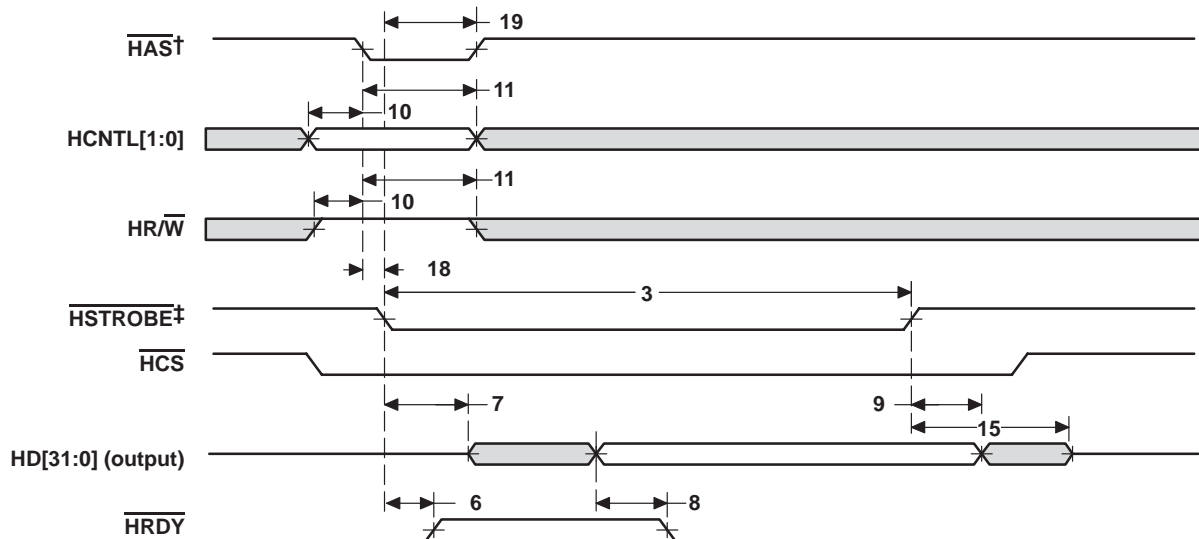 19
HAS†
11
10
HCNTL[1:0]
11
10
HR/W
18
3
HSTROBE‡
HCS
7
9
15
HD[31:0] (output)
6
8
HRDY